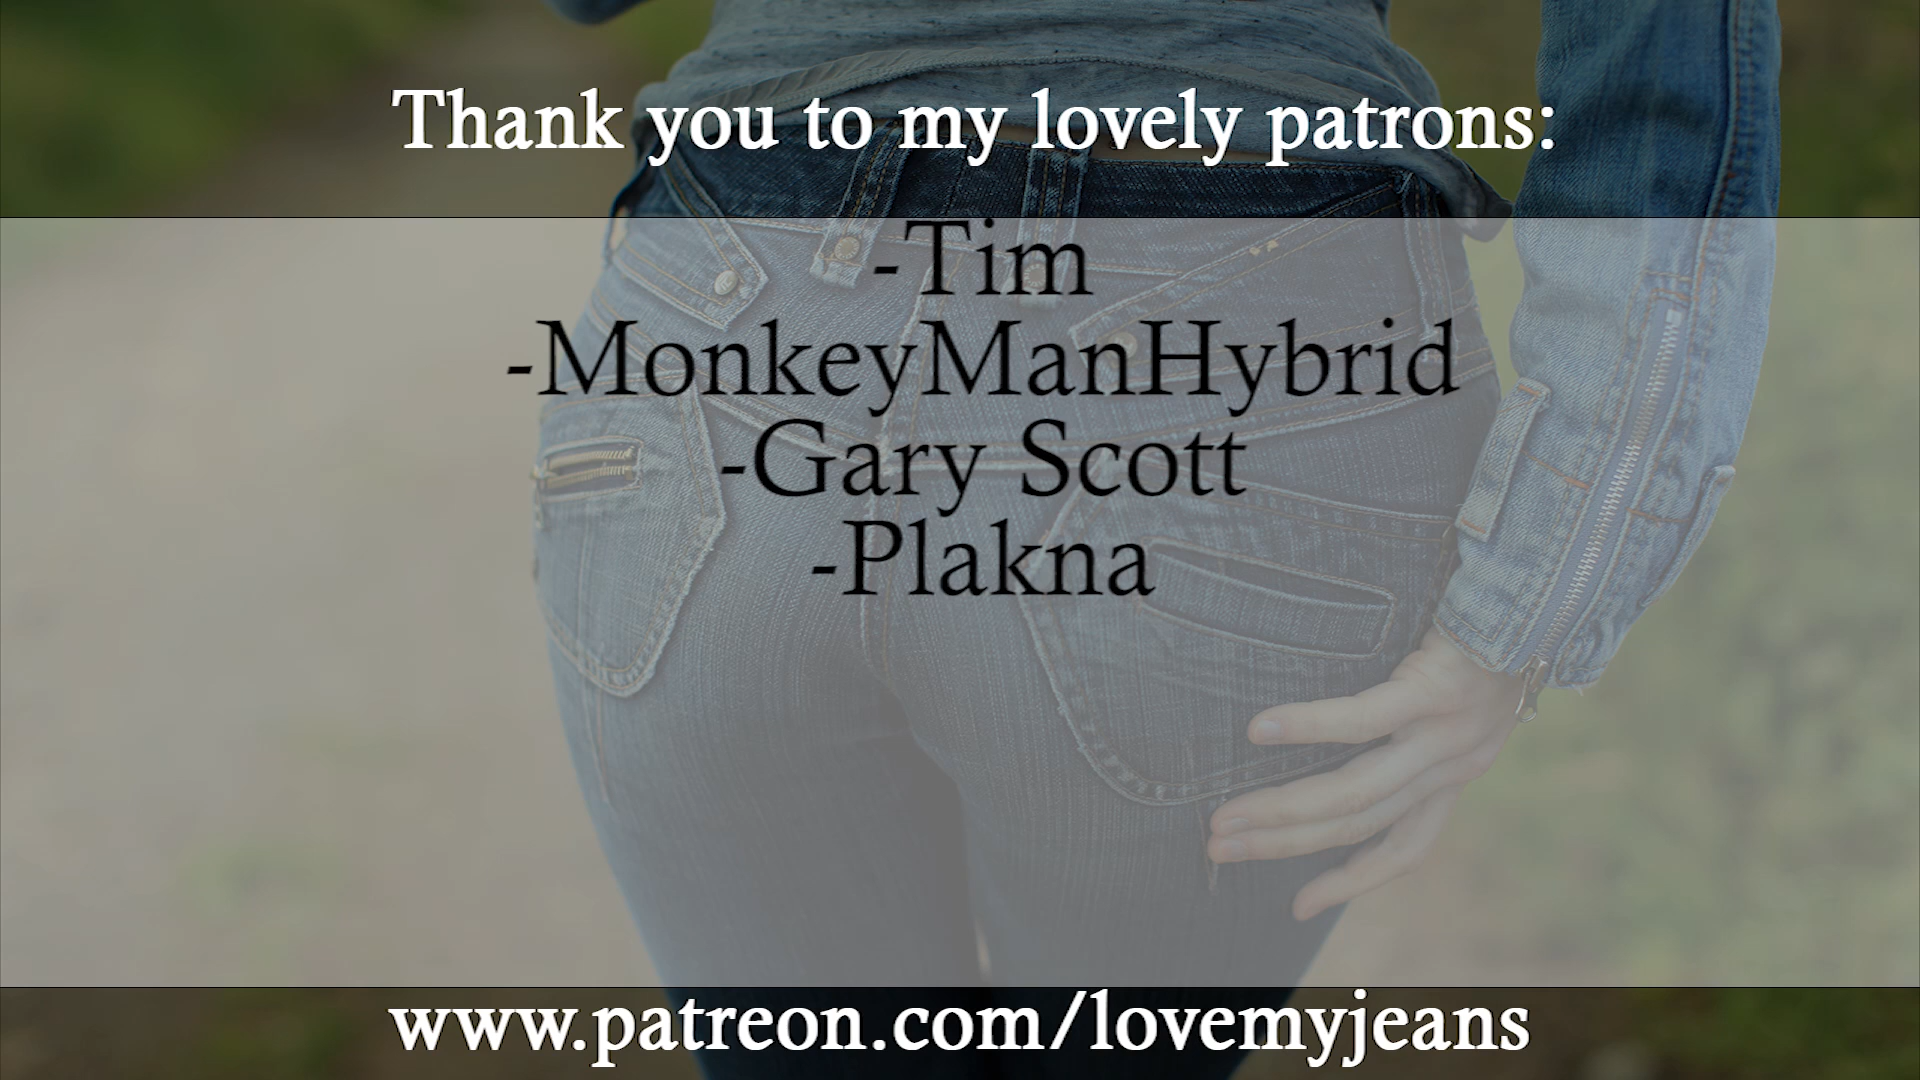 Thank you to my lovely patrons:
-Tim
-MonkeyManHybrid
-Gary Scott
-Plakna
www.patreon.com/lovemyjeans